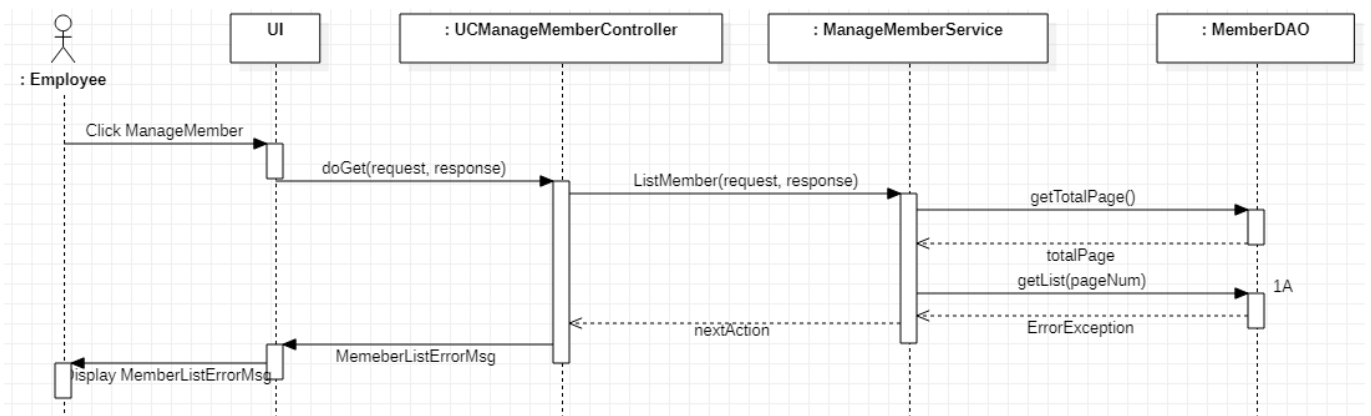 UI
: UCManageMemberController
: ManageMemberService
: MemberDAO
: Employee
Click ManageMember
doGet(request, response)
ListMember(request, response)
getTotalPage()
totalPage
getList(pageNum)
1A
ErrorException
nextAction
MemeberListErrorMsg
Display MemberListErrorMsg